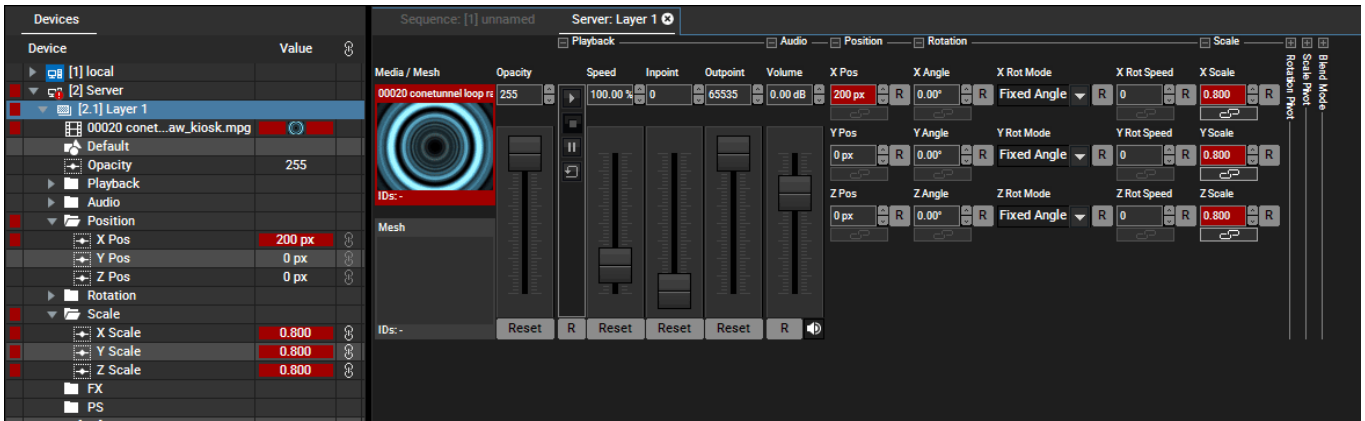 Devices
Device Value
[1] local
[2] Server
[2.1] Layer 1
00020 conet...aw_kiosk.mpg
Default
Opacity 255
Playback
Audio
Position
X Pos 200 px
Y Pos 0 px
Z Pos 0 px
Rotation
Scale
X Scale 0.800
Y Scale 0.800
Z Scale 0.800
FX
PS
Sequence: [1] unnamed Server: Layer 1
Playback Audio Position Rotation Scale
Media / Mesh Opacity Speed Inpoint Outpoint Volume X Pos X Angle X Rot Mode X Rot Speed X Scale
00020 conetunnel loop ra 255 100.00 % 0 65535 0.00 dB 200 px R 0.00° R Fixed Angle R 0 R 0.800 R
Y Pos Y Angle Y Rot Mode Y Rot Speed Y Scale
0 px R 0.00° R Fixed Angle R 0 R 0.800 R
IDs: - Z Pos Z Angle Z Rot Mode Z Rot Speed Z Scale
0 px R 0.00° R Fixed Angle R 0 R 0.800 R
Mesh
IDs: - Reset R Reset Reset Reset R
Rotation Pivot
Scale Pivot
Blend Mode